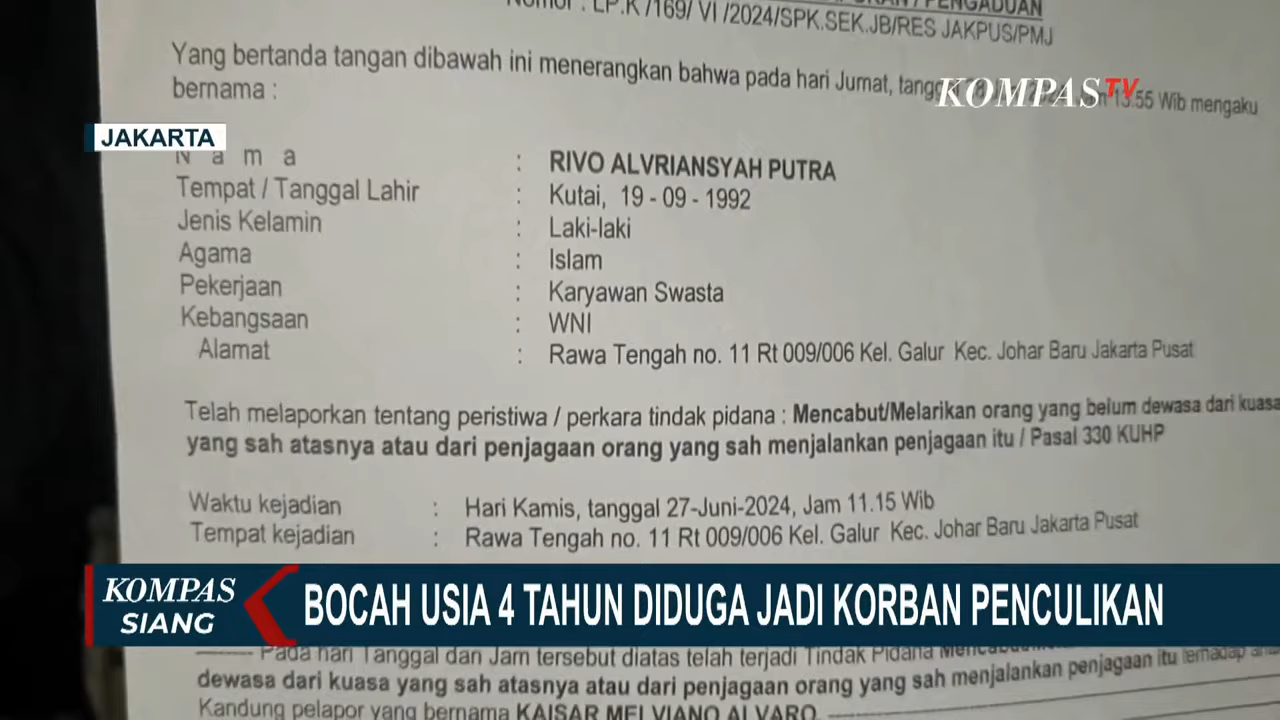 PENGADUAN
Nomor : LP.K /169/ VI /2024/SPK.SEK.JB/RES JAKPUS/PMJ
Yang bertanda tangan dibawah ini menerangkan bahwa pada hari Jumat, 13.55 Wib mengaku
bernama :
KOMPAS TV
JAKARTA
N a m a : RIVO ALVRIANSYAH PUTRA
Tempat / Tanggal Lahir : Kutai, 19 - 09 - 1992
Jenis Kelamin : Laki-laki
Agama : Islam
Pekerjaan : Karyawan Swasta
Kebangsaan : WNI
Alamat : Rawa Tengah no. 11 Rt 009/006 Kel. Galur Kec. Johar Baru Jakarta Pusat
Telah melaporkan tentang peristiwa / perkara tindak pidana : Mencabut/Melarikan orang yang belum dewasa dari kuasa
yang sah atasnya atau dari penjagaan orang yang sah menjalankan penjagaan itu / Pasal 330 KUHP
Waktu kejadian : Hari Kamis, tanggal 27-Juni-2024, Jam 11.15 Wib
Tempat kejadian : Rawa Tengah no. 11 Rt 009/006 Kel. Galur Kec. Johar Baru Jakarta Pusat
KOMPAS SIANG
BOCAH USIA 4 TAHUN DIDUGA JADI KORBAN PENCULIKAN
Pada hari Tanggal dan Jam tersebut diatas telah terjadi Tindak Pidana
dewasa dari kuasa yang sah atasnya atau dari penjagaan orang yang sah menjalankan penjagaan itu terhadap
Kandung pelapor yang bernama KAISAR MELVIANO ALVARO.